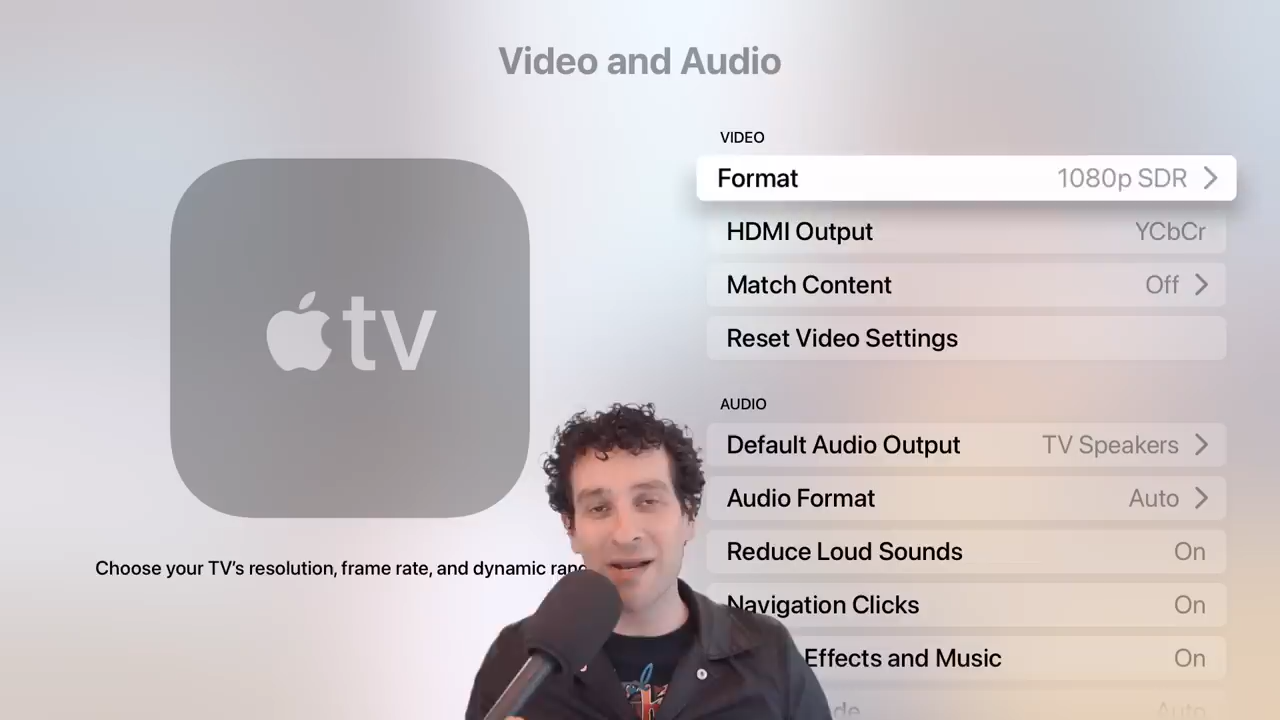 Video and Audio
tv
Choose your TV's resolution, frame rate, and dynamic
VIDEO
Format 1080p SDR
HDMI Output YCbCr
Match Content Off
Reset Video Settings
AUDIO
Default Audio Output TV Speakers
Audio Format Auto
Reduce Loud Sounds On
Navigation Clicks On
Effects and Music On
Auto